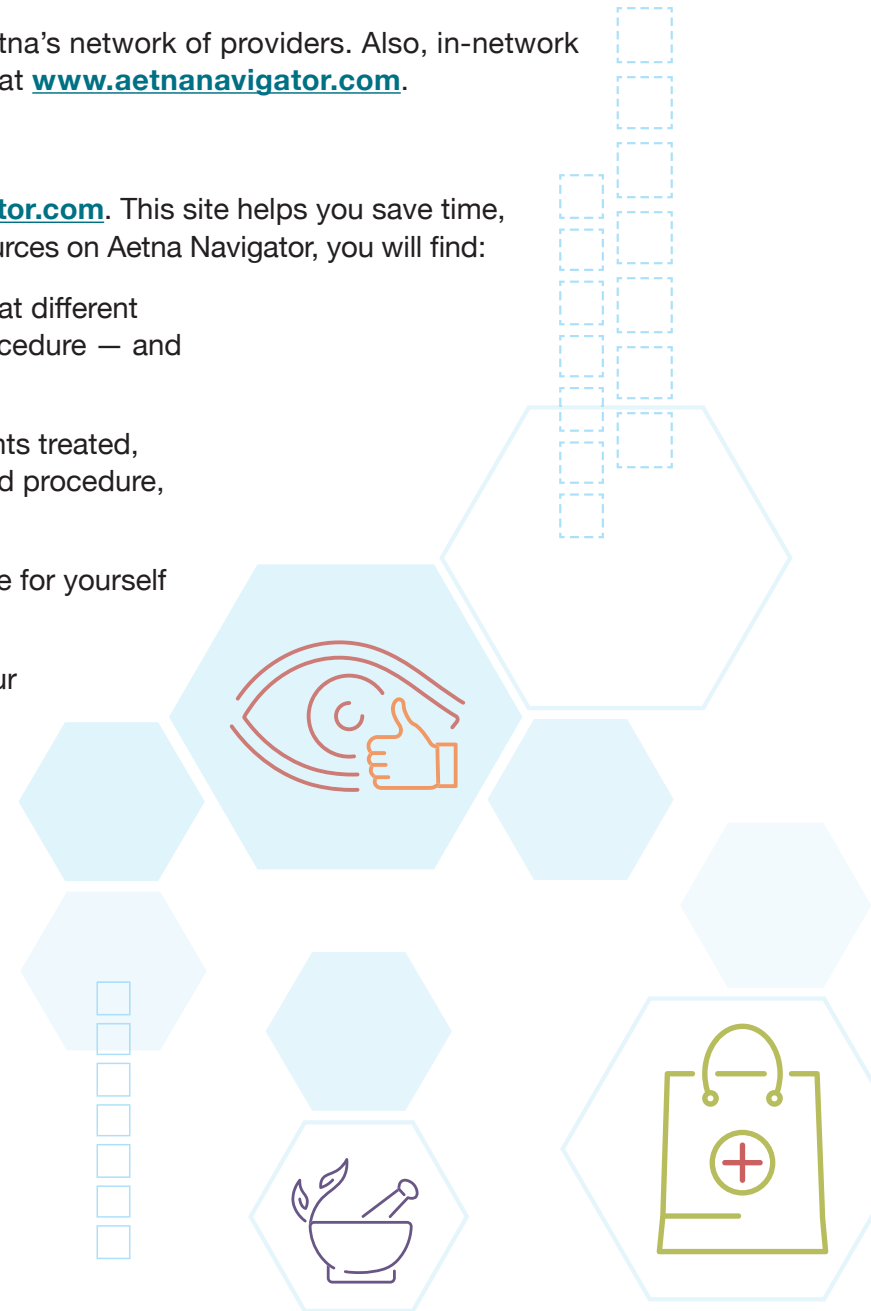 tna's network of providers. Also, in-network
at www.aetnanavigator.com.
tor.com. This site helps you save time,
urces on Aetna Navigator, you will find:
at different
cedure — and
nts treated,
d procedure,
e for yourself
ur